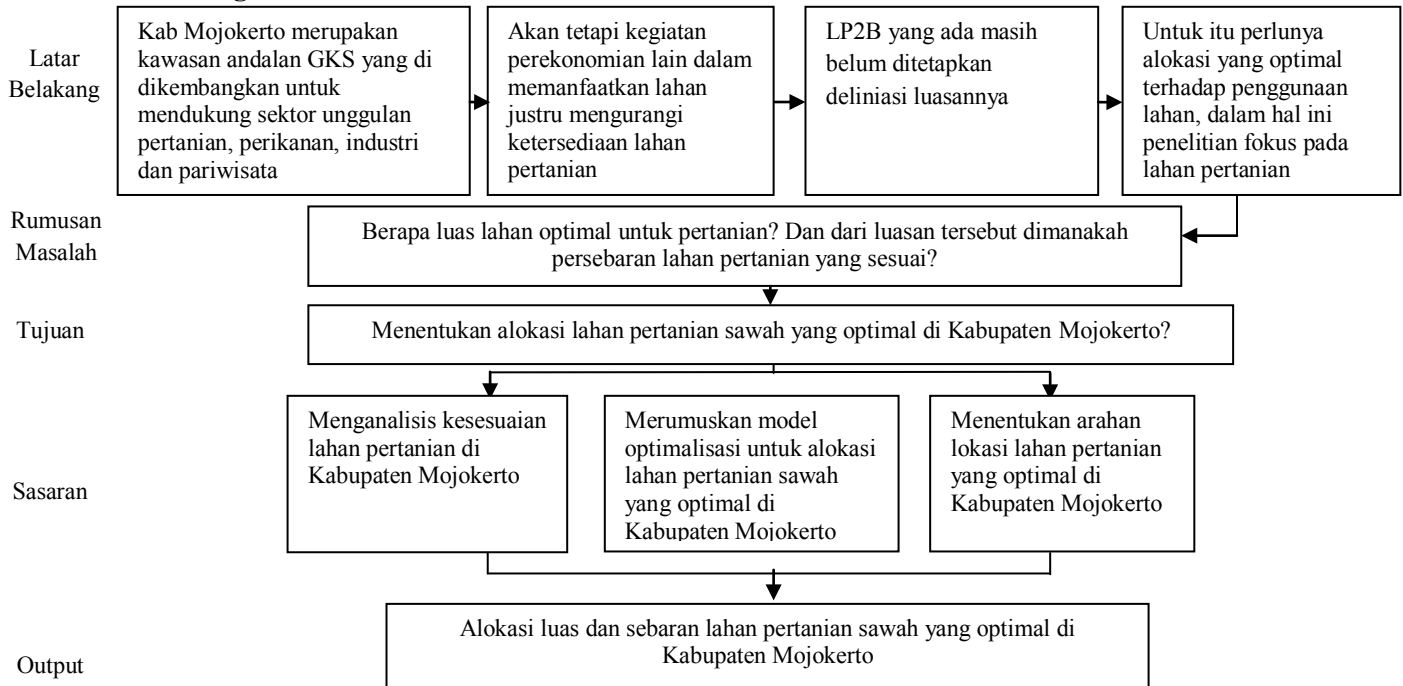 Latar
Belakang
Kab Mojokerto merupakan
kawasan andalan GKS yang di
dikembangkan untuk
mendukung sektor unggulan
pertanian, perikanan, industri
dan pariwisata
Akan tetapi kegiatan
perekonomian lain dalam
memanfaatkan lahan
justru mengurangi
ketersediaan lahan
pertanian
LP2B yang ada masih
belum ditetapkan
deliniasi luasannya
Untuk itu perlunya
alokasi yang optimal
terhadap penggunaan
lahan, dalam hal ini
penelitian fokus pada
lahan pertanian
Rumusan
Masalah
Berapa luas lahan optimal untuk pertanian? Dan dari luasan tersebut dimanakah
persebaran lahan pertanian yang sesuai?
Tujuan
Menentukan alokasi lahan pertanian sawah yang optimal di Kabupaten Mojokerto?
Sasaran
Menganalisis kesesuaian
lahan pertanian di
Kabupaten Mojokerto
Merumuskan model
optimalisasi untuk alokasi
lahan pertanian sawah
yang optimal di
Kabupaten Mojokerto
Menentukan arahan
lokasi lahan pertanian
yang optimal di
Kabupaten Mojokerto
Output
Alokasi luas dan sebaran lahan pertanian sawah yang optimal di
Kabupaten Mojokerto